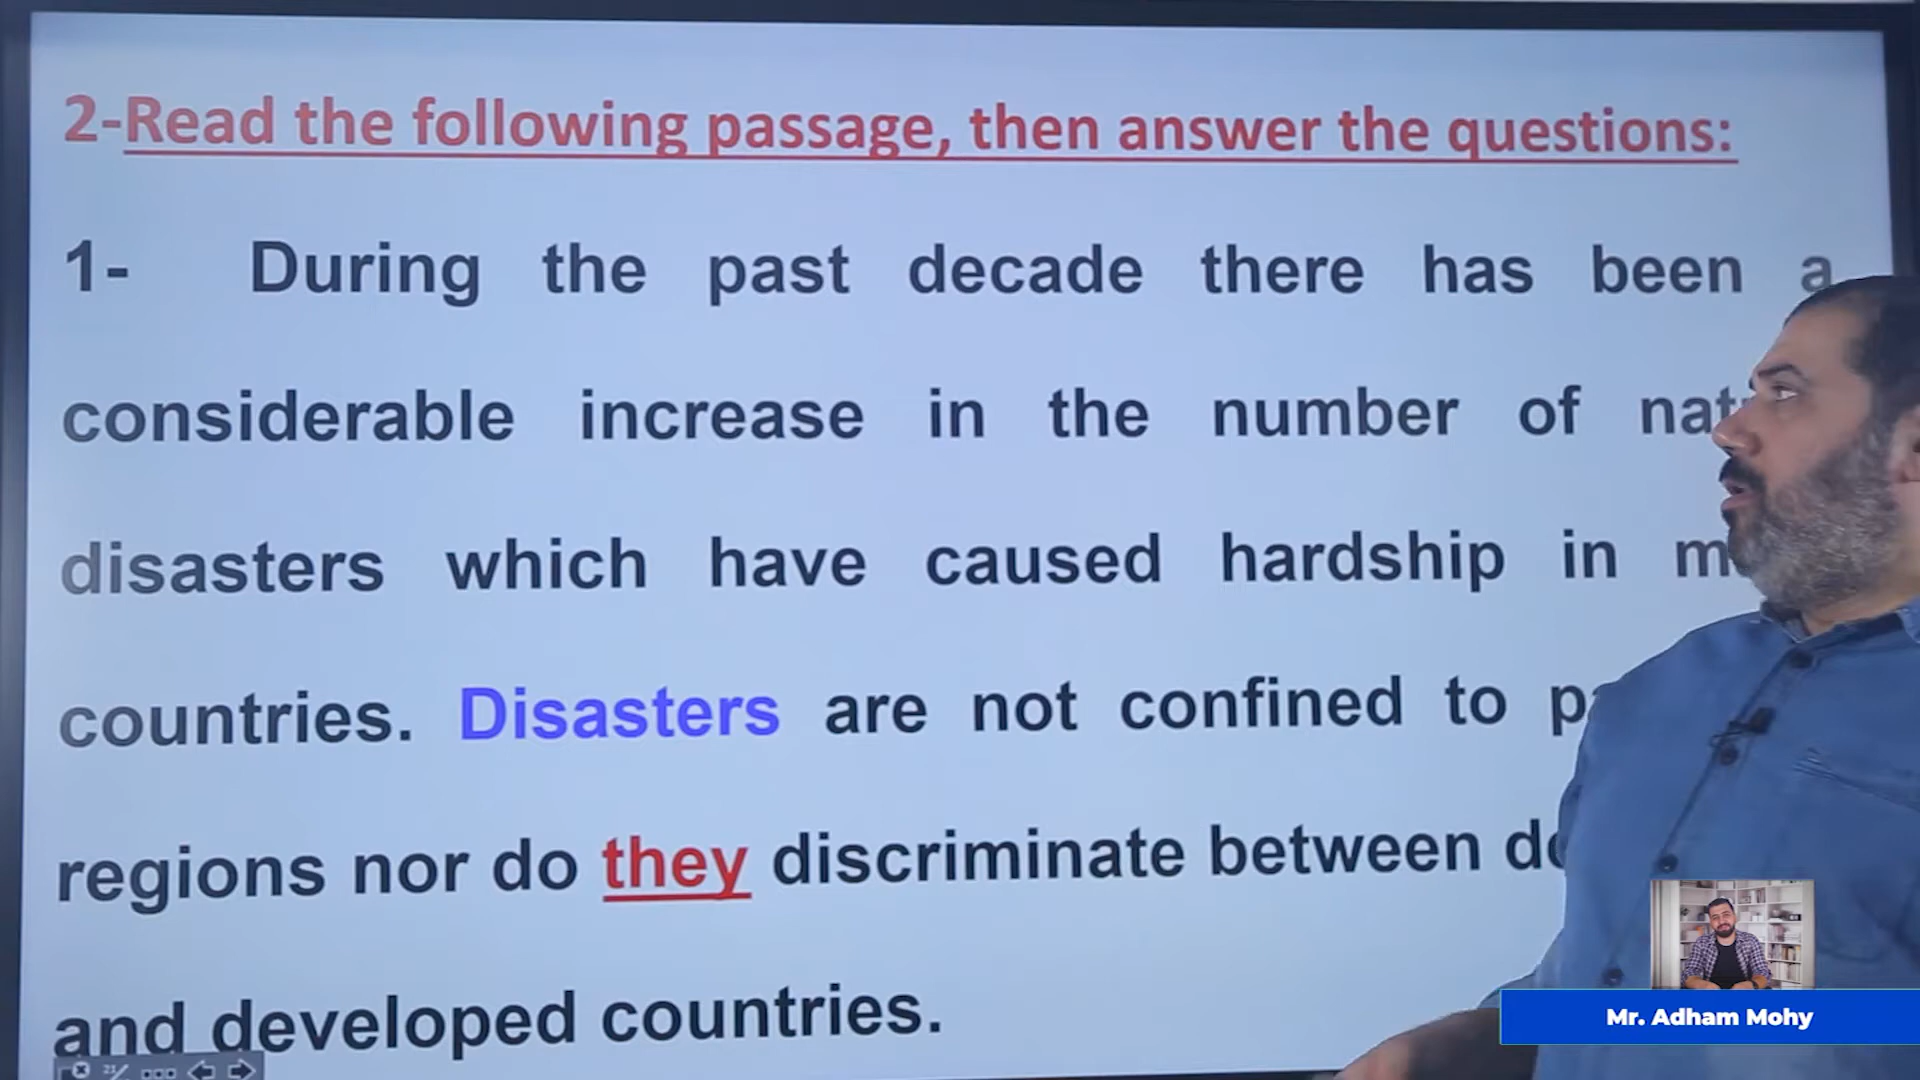 2-Read the following passage, then answer the questions:
1- During the past decade there has been a
considerable increase in the number of
disasters which have caused hardship in
countries. Disasters are not confined to
regions nor do they discriminate between
and developed countries.
21/
Mr. Adham Mohy